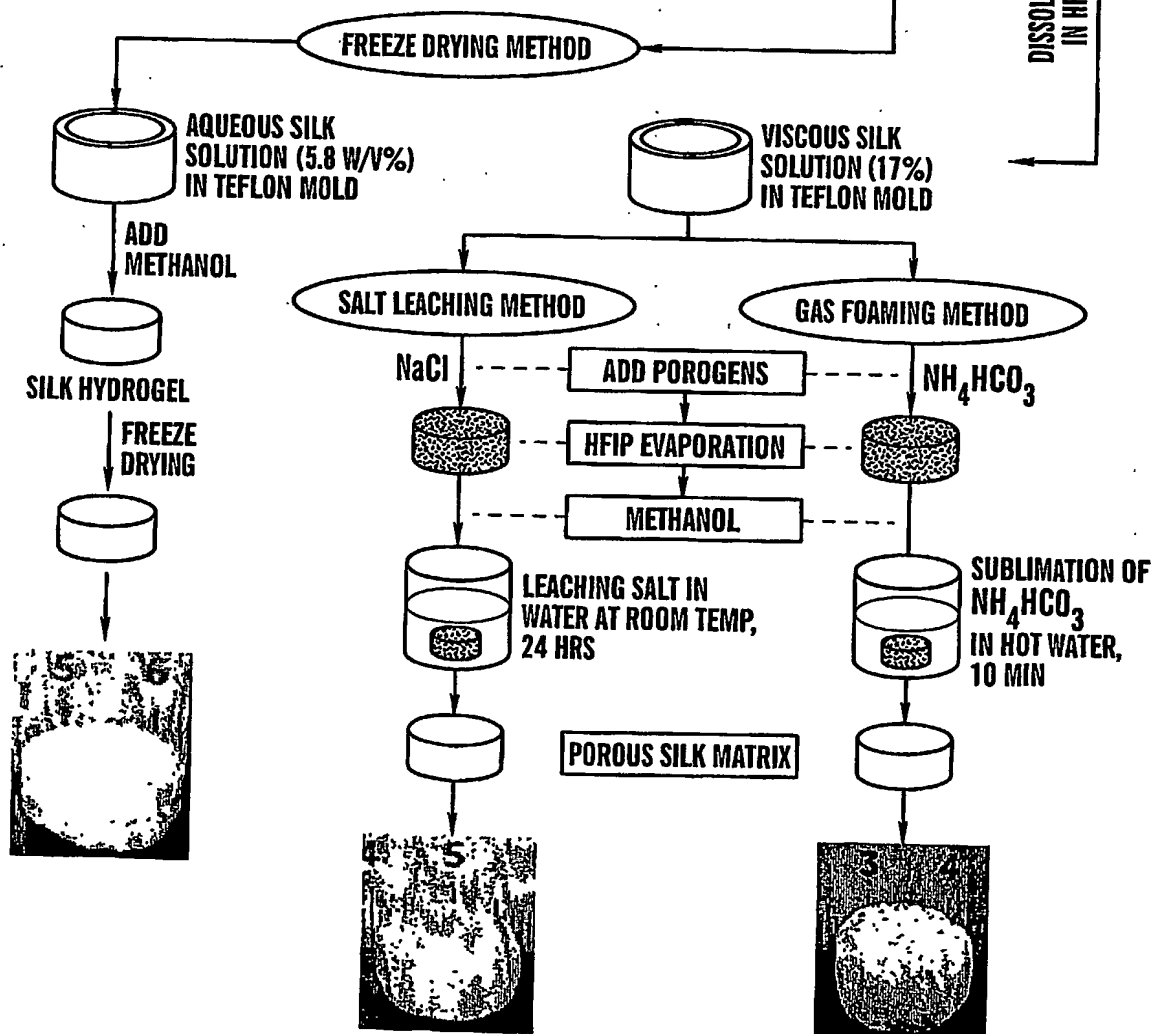 FREEZE DRYING METHOD
DISSOL
IN H
AQUEOUS SILK
SOLUTION (5.8 W/V%)
IN TEFLON MOLD
VISCOUS SILK
SOLUTION (17%)
IN TEFLON MOLD
ADD
METHANOL
SALT LEACHING METHOD
GAS FOAMING METHOD
NaCl
ADD POROGENS
NH4HCO3
SILK HYDROGEL
FREEZE
DRYING
HFIP EVAPORATION
METHANOL
LEACHING SALT IN
WATER AT ROOM TEMP,
24 HRS
SUBLIMATION OF
NH4HCO3
IN HOT WATER,
10 MIN
POROUS SILK MATRIX
4 5
3 4